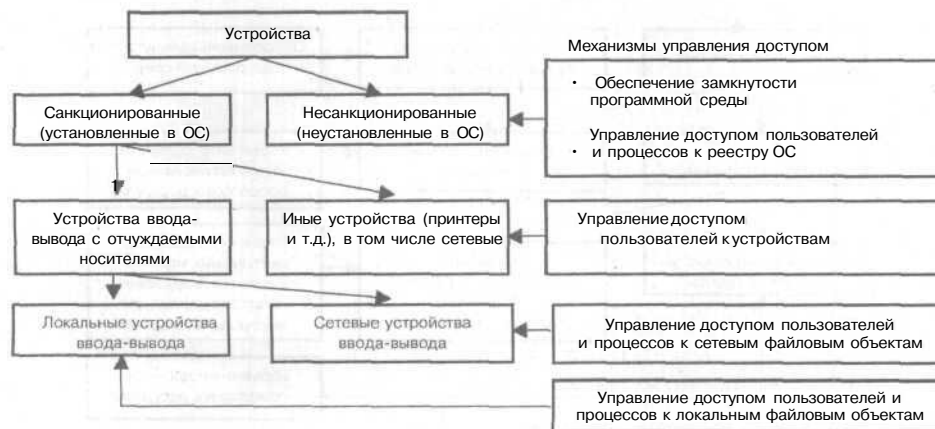 Устройства
Механизмы управления доступом
• Обеспечение замкнутости
программной среды
Управление доступом пользователей
• и процессов к реестру ОС
Санкционированные
(установленные в ОС)
Несанкционированные
(неустановленные в ОС)
1
Устройства ввода-
вывода с отчуждаемыми
носителями
Иные устройства (принтеры
и т.д.), в том числе сетевые
Управление доступом
пользователей к устройствам
Локальные устройства
ввода-вывода
Сетевые устройства
ввода-вывода
Управление доступом пользователей
и процессов к сетевым файловым объектам
Управление доступом пользователей и
процессов к локальным файловым объектам